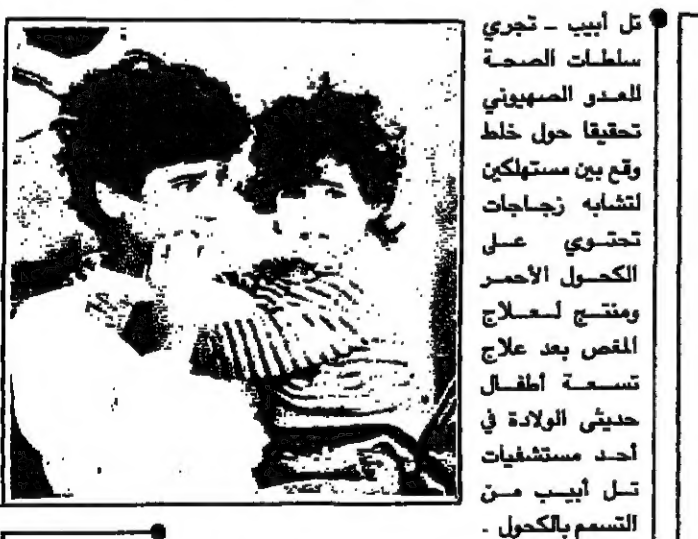 تل أبيب - تجري
سلطات الصحة
للعدو الصهيوني
تحقيقا حول خلط
وقع بين مستهلكين
لتشابه زجاجات
تحتوي على
الكحول الأحمر
ومنتج لعلاج
المغص بعد علاج
تسعة أطفال
حديثى الولادة في
أحد مستشفيات
تل أبيب من
التسمم بالكحول .